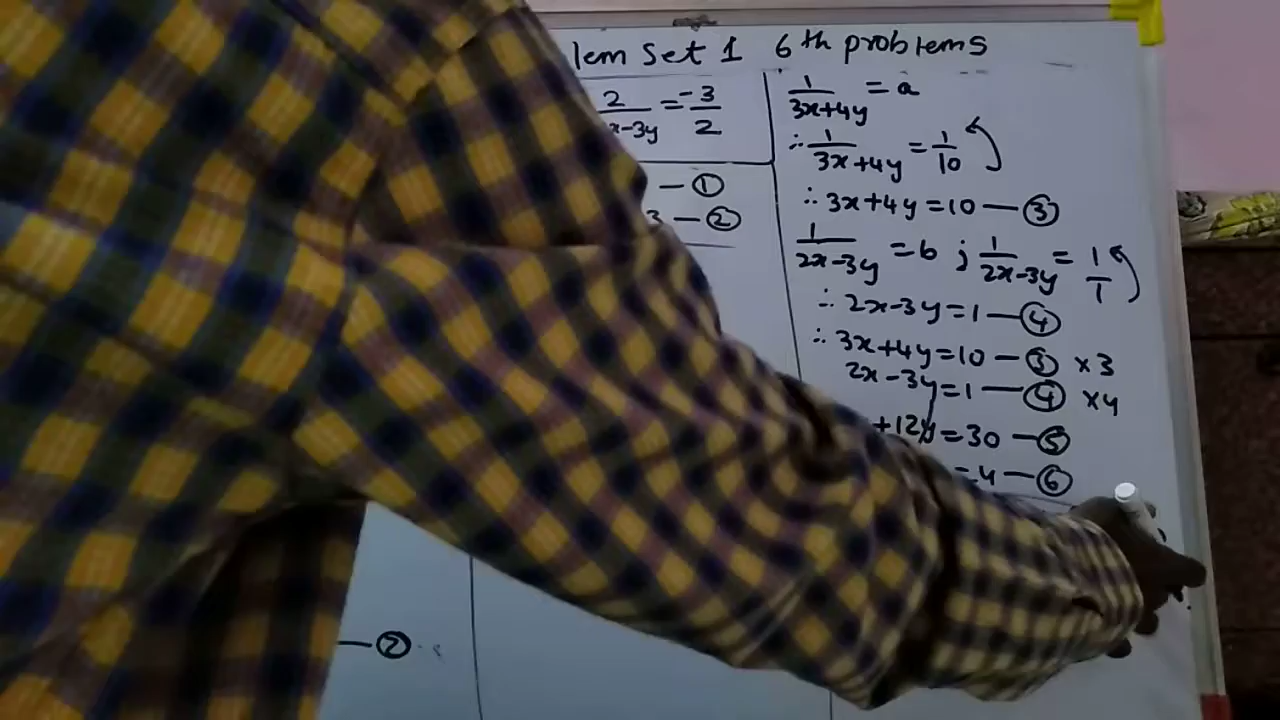 lem Set 1 6th problems
2/x-3y = -3/2
— ①
3 — ②
1/3x+4y = a
∴ 1/3x+4y = 1/10
∴ 3x+4y = 10 — ③
1/2x-3y = b ; 1/2x-3y = 1/1
∴ 2x-3y = 1 — ④
∴ 3x+4y = 10 — ③ ×3
2x-3y = 1 — ④ ×4
+12y = 30 — ⑤
= 4 — ⑥
— ②